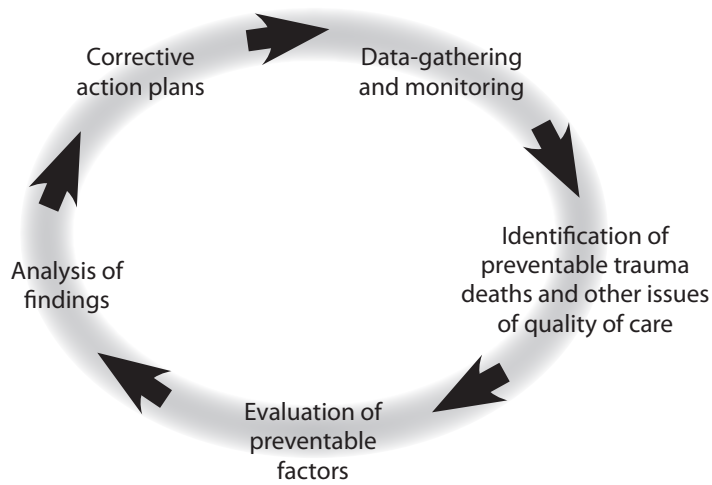 Corrective
action plans
Data-gathering
and monitoring
Identification of
preventable trauma
deaths and other issues
of quality of care
Evaluation of
preventable
factors
Analysis of
findings